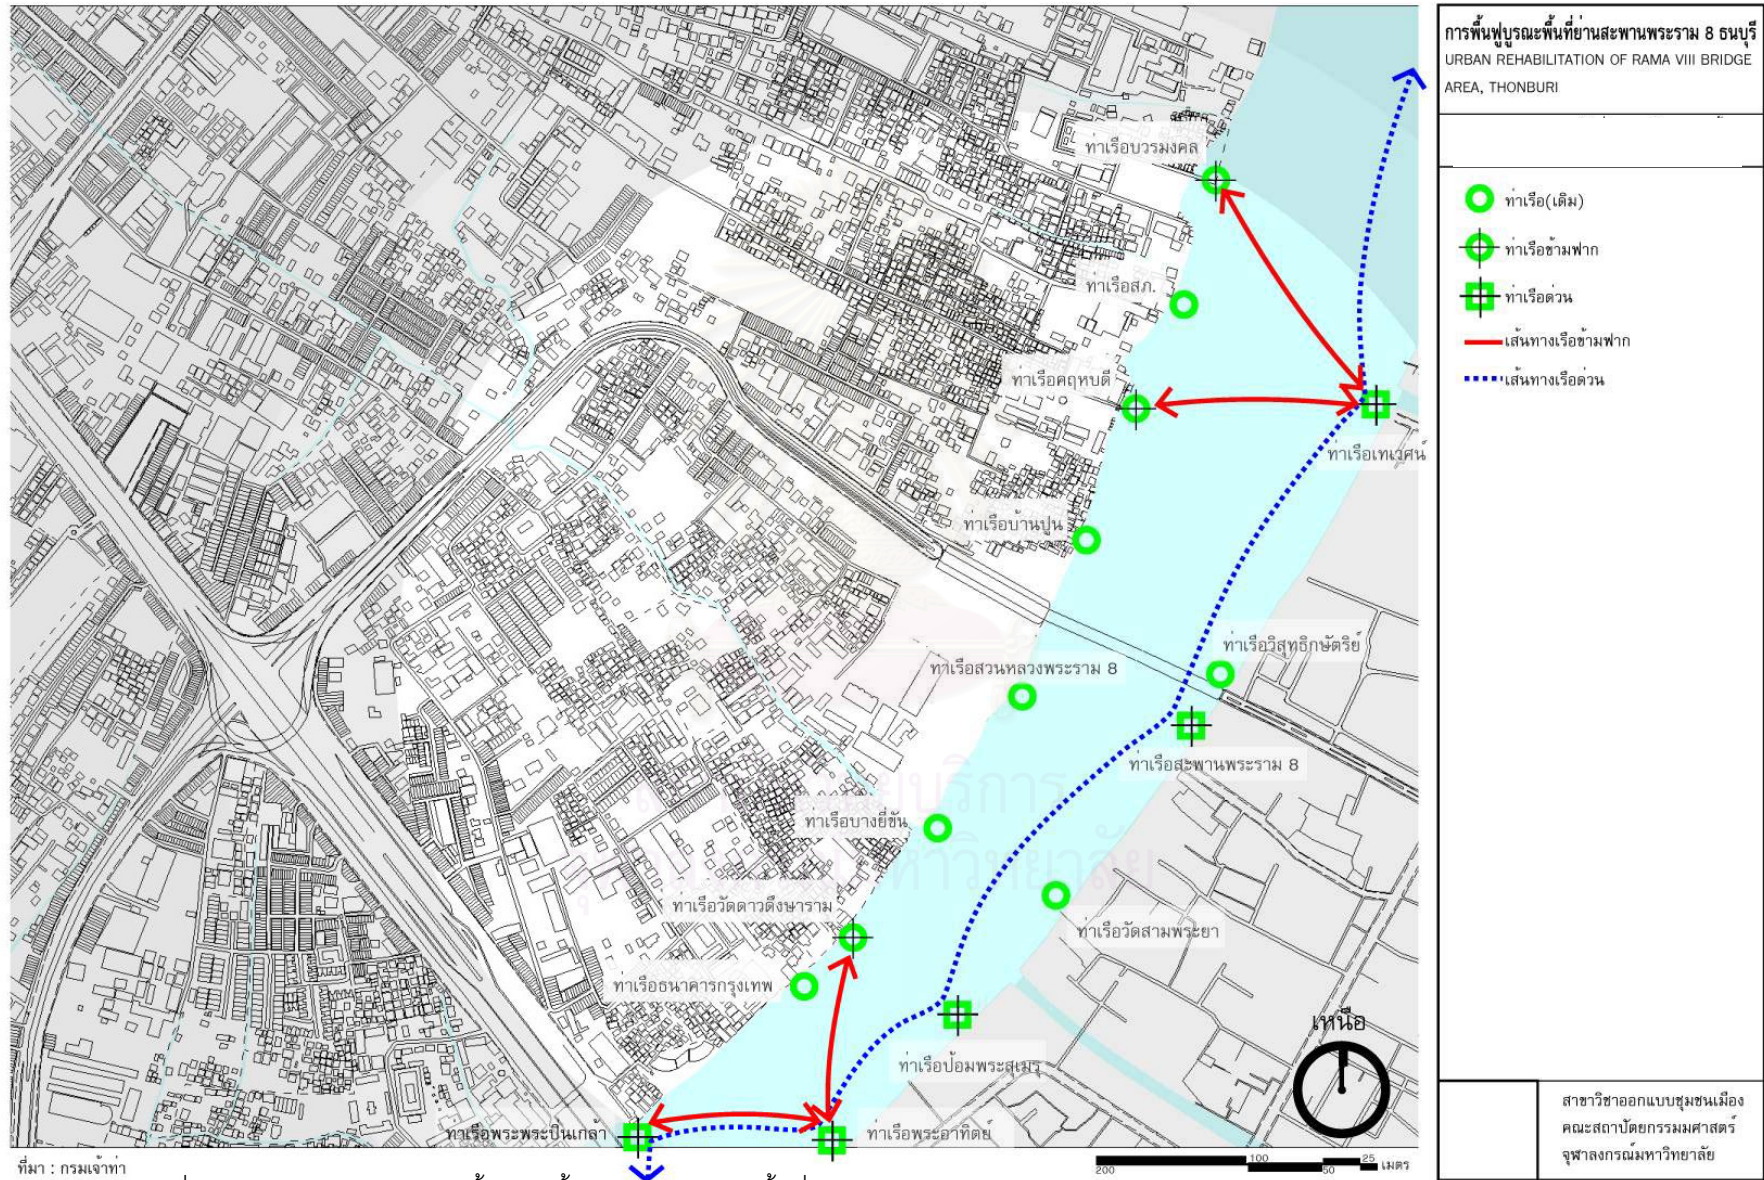 การฟื้นฟูบูรณะพื้นที่ย่านสะพานพระราม 8 ธนบุรี
URBAN REHABILITATION OF RAMA VIII BRIDGE
AREA, THONBURI
ท่าเรือ(เดิม)
ท่าเรือข้ามฟาก
ท่าเรือด่วน
เส้นทางเรือข้ามฟาก
เส้นทางเรือด่วน
ท่าเรือบวรมงคล
ท่าเรือสภ.
ท่าเรือคฤหบดี
ท่าเรือเทเวศน์
ท่าเรือบ้านปูน
ท่าเรือวิสุทธิกษัตริย์
ท่าเรือสวนหลวงพระราม 8
ท่าเรือสะพานพระราม 8
ท่าเรือบางยี่ขัน
ท่าเรือวัดดาวดึงษาราม
ท่าเรือวัดสามพระยา
ท่าเรือธนาคารกรุงเทพ
ท่าเรือป้อมพระสุเมรุ
ท่าเรือพระพระปิ่นเกล้า
ท่าเรือพระอาทิตย์
เหนือ
200 100 50 25 เมตร
ที่มา : กรมเจ้าท่า
สาขาวิชาออกแบบชุมชนเมือง
คณะสถาปัตยกรรมมศาสตร์
จุฬาลงกรณ์มหาวิทยาลัย